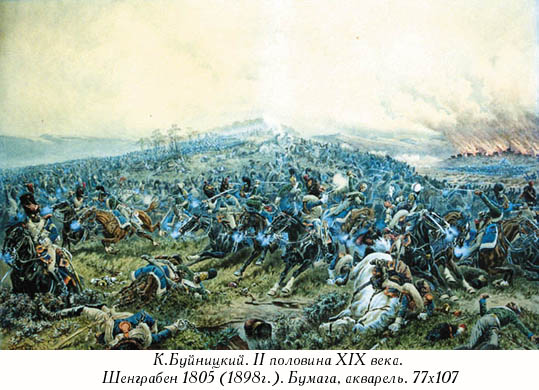 К.Буйницкий. II половина XIX века.
Шенграбен 1805 (1898г.). Бумага, акварель. 77х107